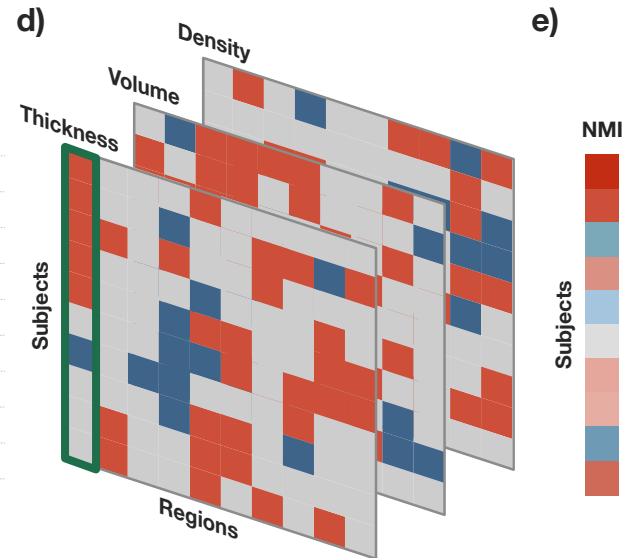 d)
e)
Density
Volume
Thickness
NMI
Subjects
Subjects
Regions